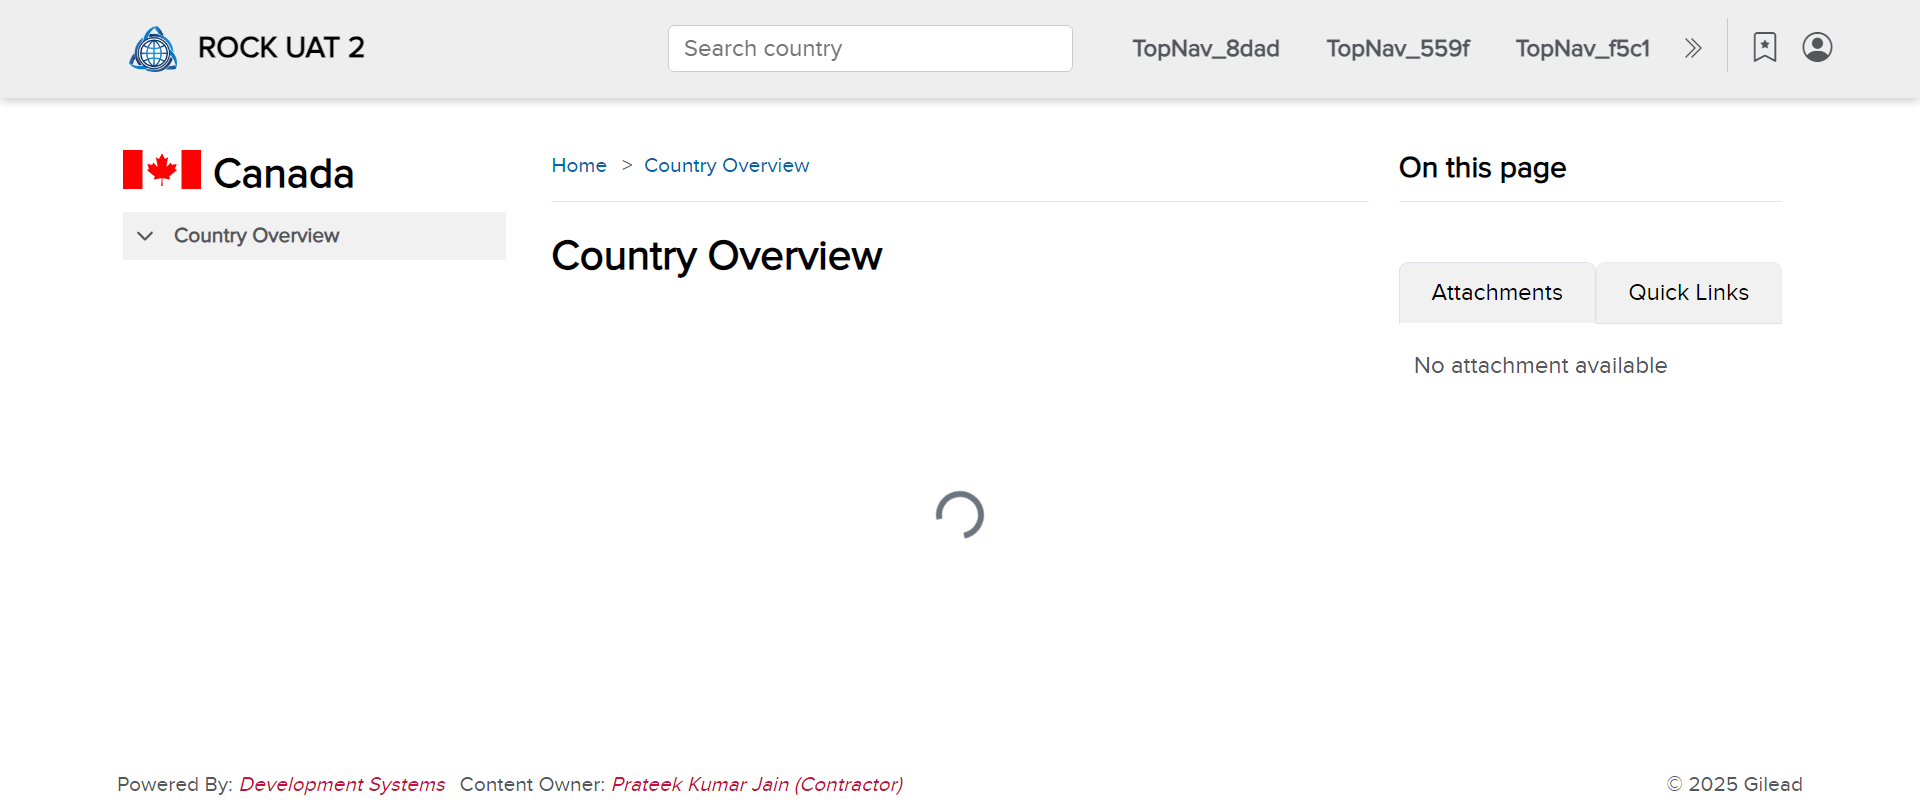 ROCK UAT 2
Search country
TopNav_8dad
TopNav_559f
TopNav_f5c1
Canada
Country Overview
Home > Country Overview
Country Overview
On this page
Attachments
Quick Links
No attachment available
Powered By: Development Systems Content Owner: Prateek Kumar Jain (Contractor)
© 2025 Gilead